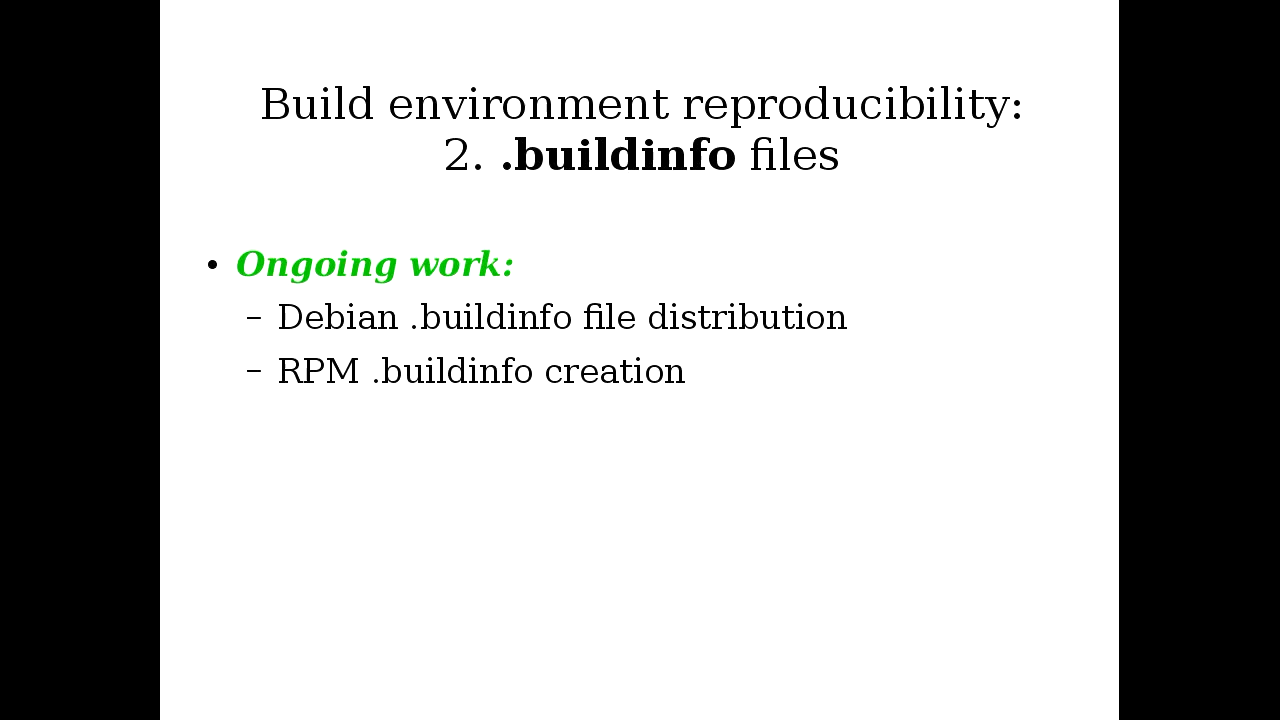 Build environment reproducibility:
2. .buildinfo files
• Ongoing work:
– Debian .buildinfo file distribution
– RPM .buildinfo creation